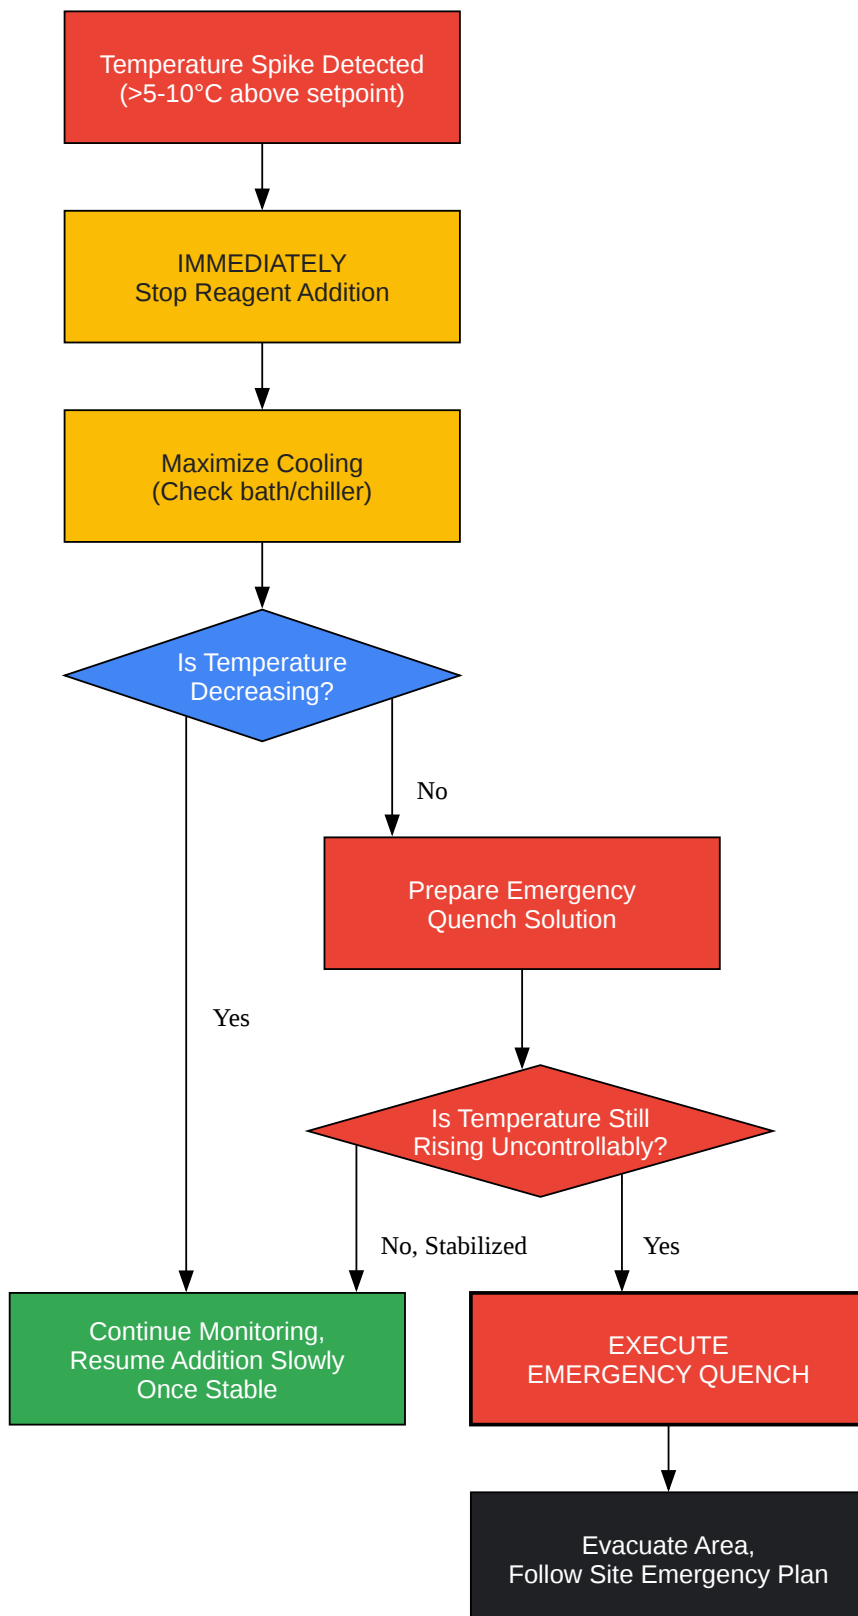 Temperature Spike Detected
(>5-10°C above setpoint)
IMMEDIATELY
Stop Reagent Addition
Maximize Cooling
(Check bath/chiller)
Is Temperature
Decreasing?
No
Prepare Emergency
Quench Solution
Yes
Is Temperature Still
Rising Uncontrollably?
No, Stabilized
Yes
Continue Monitoring,
Resume Addition Slowly
Once Stable
EXECUTE
EMERGENCY QUENCH
Evacuate Area,
Follow Site Emergency Plan